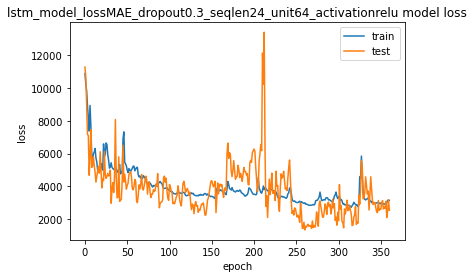 lstm_model_lossMAE_dropout0.3_seqlen24_unit64_activationrelu model loss
train
test
12000
10000
8000
6000
4000
2000
loss
0 50 100 150 200 250 300 350
epoch